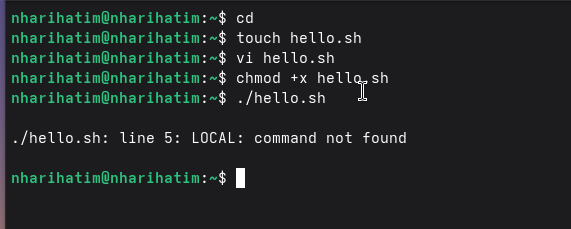 nharihatim@nharihatim:~$ cd
nharihatim@nharihatim:~$ touch hello.sh
nharihatim@nharihatim:~$ vi hello.sh
nharihatim@nharihatim:~$ chmod +x hello.sh
nharihatim@nharihatim:~$ ./hello.sh
./hello.sh: line 5: LOCAL: command not found
nharihatim@nharihatim:~$